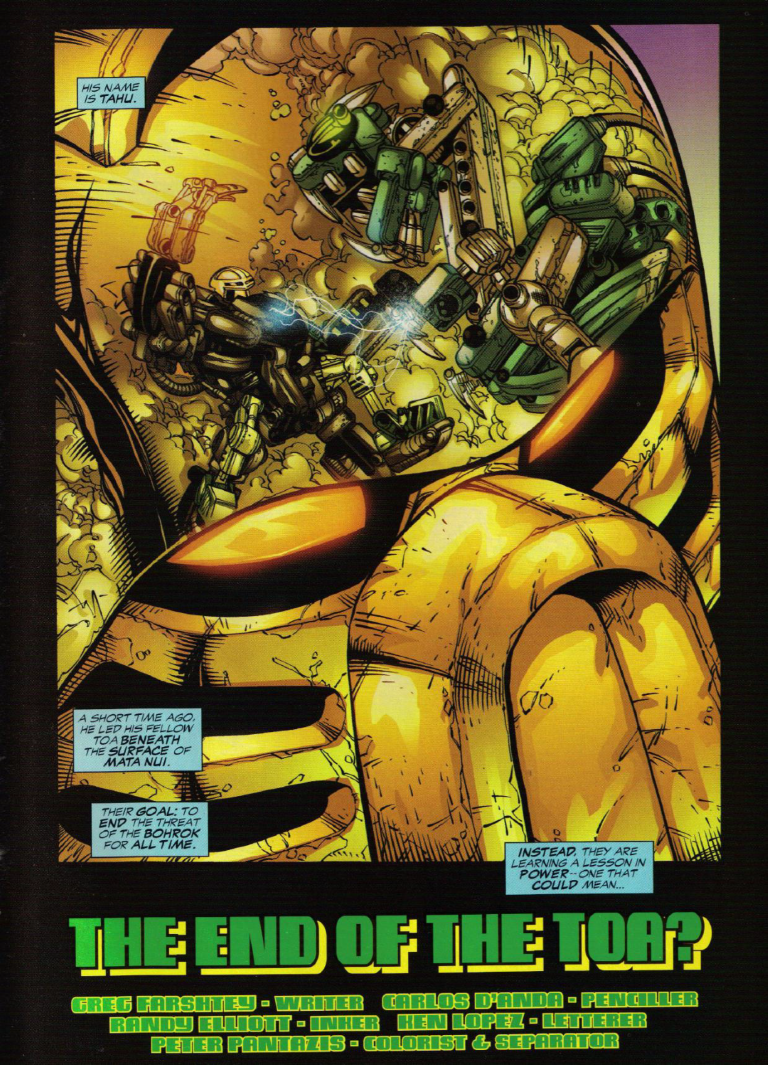 HIS NAME
IS TAHU.
A SHORT TIME AGO,
HE LED HIS FELLOW
TOA BENEATH
THE SURFACE OF
MATA NUI.
THEIR GOAL: TO
END THE THREAT
OF THE BOHROK
FOR ALL TIME.
INSTEAD, THEY ARE
LEARNING A LESSON IN
POWER--ONE THAT
COULD MEAN...
THE END OF THE TOA?
GREG FARSHTEY - WRITER CARLOS D'ANDA - PENCILLER
RANDY ELLIOTT - INKER KEN LOPEZ - LETTERER
PETER PANTAZIS - COLORIST & SEPARATOR